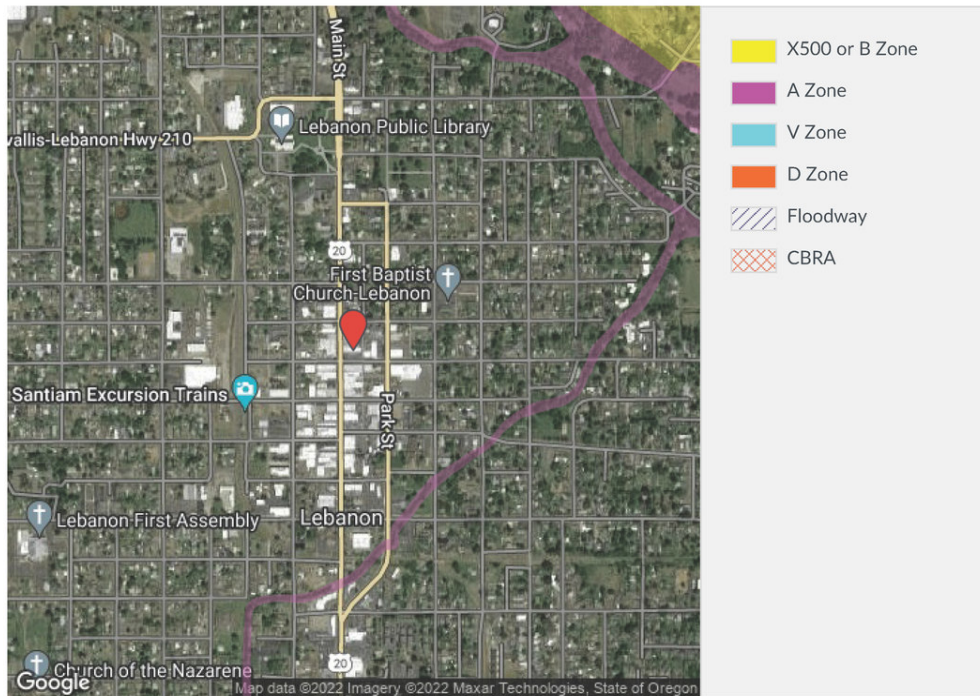 Main St
Lebanon Public Library
vallis-Lebanon Hwy 210
20
First Baptist
Church-Lebanon
Santiam Excursion Trains
Park St
Lebanon First Assembly
Lebanon
Church of the Nazarene
20
Google
Map data ©2022 Imagery ©2022 Maxar Technologies, State of Oregon
X500 or B Zone
A Zone
V Zone
D Zone
Floodway
CBRA